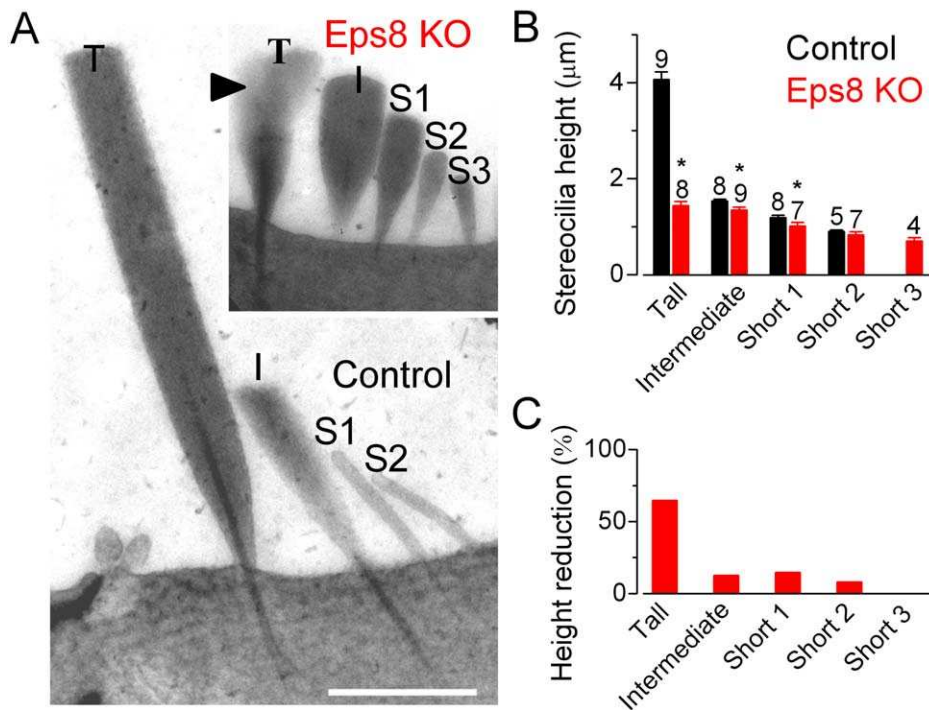 A
T
T
Eps8 KO
I
S1
S2
S3
I
Control
S1
S2
B
Stereocilia height (µm)
4
2
0
Control
Eps8 KO
9
*
8
8
*
9
8
*
7
5
7
4
Tall
Intermediate
Short 1
Short 2
Short 3
C
Height reduction (%)
100
50
0
Tall
Intermediate
Short 1
Short 2
Short 3